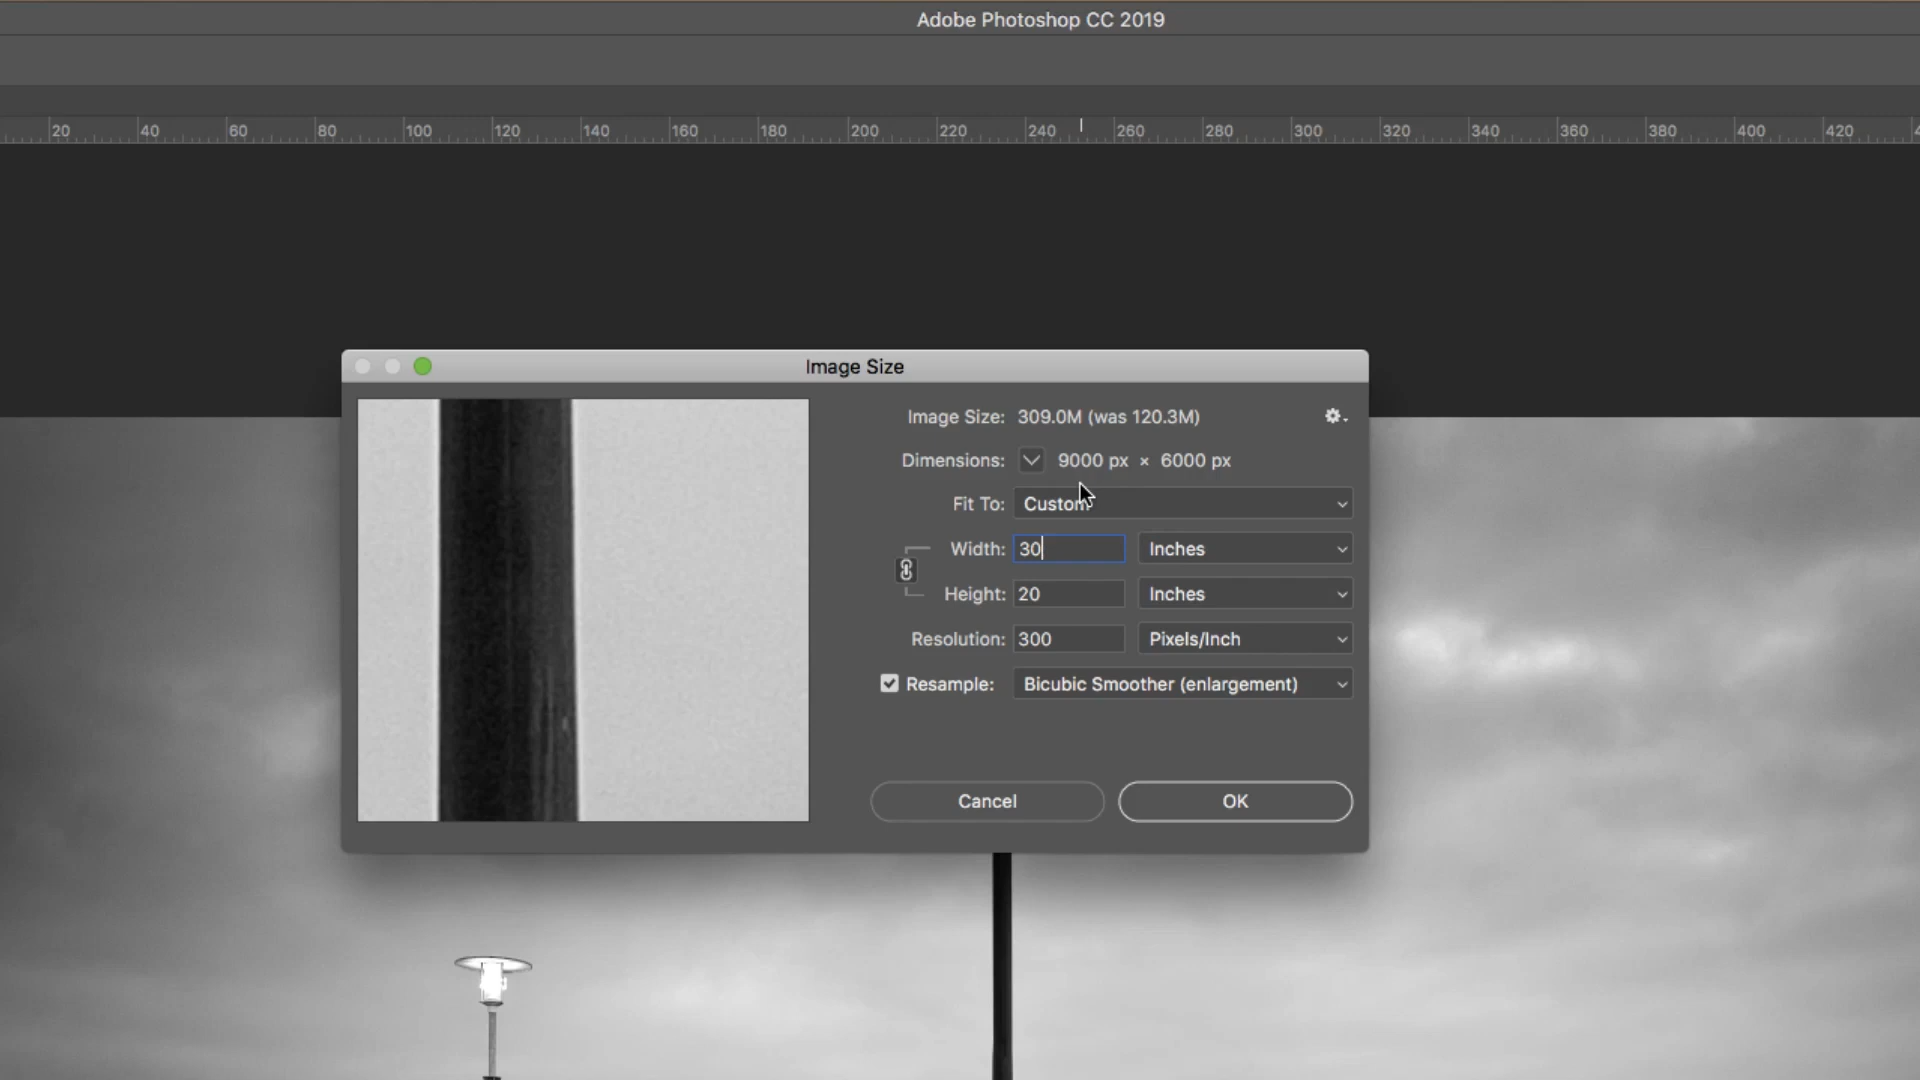 Adobe Photoshop CC 2019
20 40 60 80 100 120 140 160 180 200 220 240 260 280 300 320 340 360 380 400 420
Image Size
Image Size: 309.0M (was 120.3M)
Dimensions: 9000 px × 6000 px
Fit To: Custom
Width: 30 Inches
Height: 20 Inches
Resolution: 300 Pixels/Inch
Resample: Bicubic Smoother (enlargement)
Cancel OK